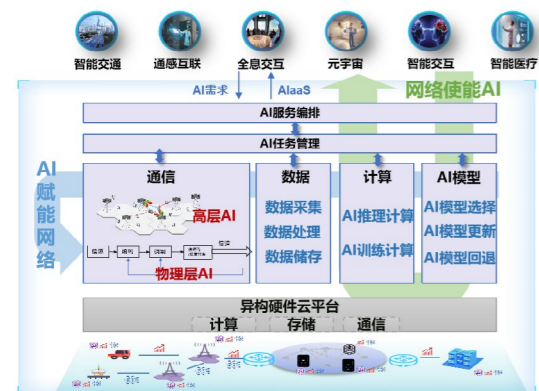 智能交通 通感互联 全息交互 元宇宙 智能交互 智能医疗
AI需求 AIaaS 网络使能AI
AI服务编排
AI任务管理
AI赋能网络
通信 数据 计算 AI模型
高层AI
物理层AI
数据采集
数据处理
数据储存
AI推理计算
AI训练计算
AI模型选择
AI模型更新
AI模型回退
异构硬件云平台
计算 存储 通信